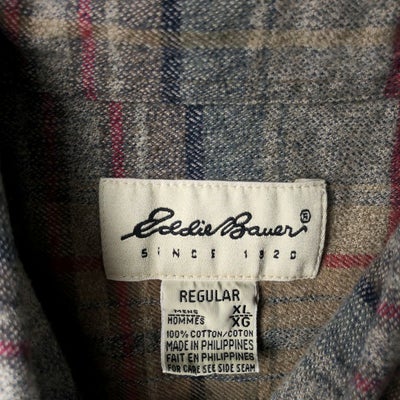 Eddie Bauer®
SINCE 1920
REGULAR
MENS XL
HOMMES XG
100% COTTON/COTON
MADE IN PHILIPPINES
FAIT EN PHILIPPINES
FOR CARE SEE SIDE SEAM